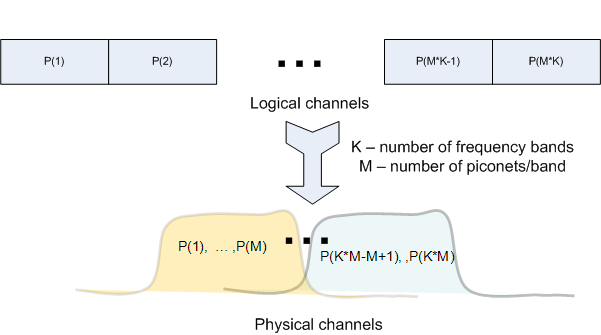 P(1) P(2) ... P(M*K-1) P(M*K)
Logical channels
K – number of frequency bands
M – number of piconets/band
...
P(1), ... ,P(M)
P(K*M-M+1), ,P(K*M)
Physical channels